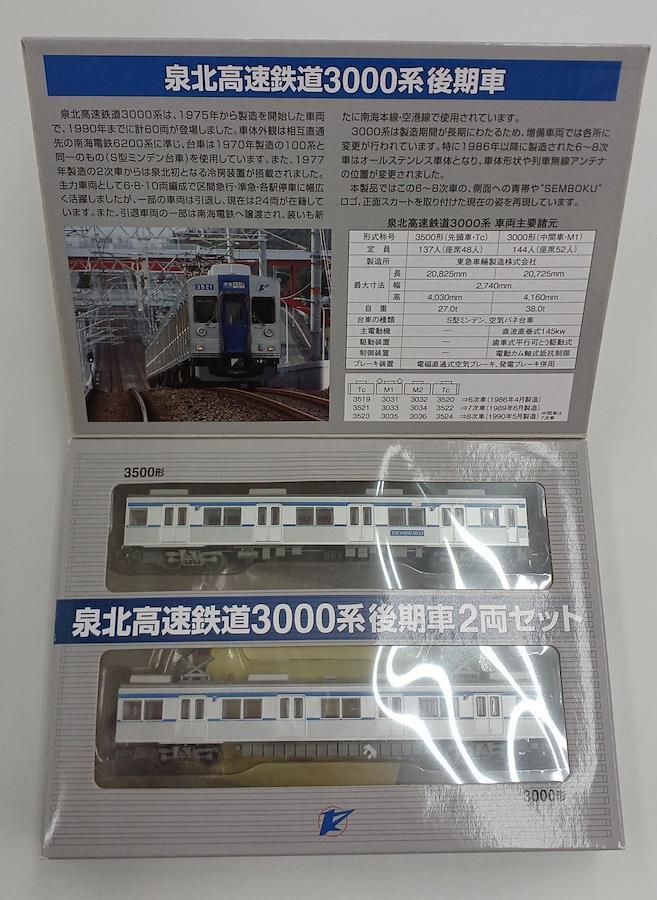 泉北高速鉄道3000系後期車
泉北高速鉄道3000系は、1975年から製造を開始した車両
で、1990年までに計60両が登場しました。車体外観は相互直通
先の南海電鉄6200系に準じ、台車は1970年製造の100系と
同一のもの(S型ミンデン台車)を使用しています。また、1977年
製造の2次車からは泉北初となる冷房装置が搭載されました。
主力車両として6・8・10両編成で区間急行・準急・各駅停車に幅広
く活躍しましたが、一部の車両は引退し、現在は24両が在籍して
います。また、引退車両の一部は南海電鉄へ譲渡され、装いも新
たに南海本線・空港線で使用されています。
3000系は製造期間が長期にわたるため、増備車両では各所に
変更が行われています。特に1986年以降に製造された6〜8次
車はオールステンレス車体となり、車体形状や列車無線アンテナ
の位置が変更されました。
本製品ではこの6〜8次車の、側面への青帯や"SEMBOKU"
ロゴ、正面スカートを取り付けた現在の姿を再現しています。
泉北高速鉄道3000系 車両主要諸元
形式称号 3500形(先頭車・Tc) 3000形(中間車・M1)
定員 137人(座席48人) 144人(座席52人)
製造所 東急車輛製造株式会社
最大寸法 長 20,825mm 20,725mm
幅 2,740mm
高 4,030mm 4,160mm
自重 27.0t 38.0t
台車の種類 S型ミンデン、空気バネ台車
主電動機 — 直流直巻式145kw
駆動装置 — 歯車式平行可とう駆動式
制御装置 — 電動カム軸式抵抗制御
ブレーキ装置 電磁直通式空気ブレーキ、発電ブレーキ併用
Tc M1 M2 Tc
3519 3031 3032 3520 ⇒6次車(1986年4月製造)
3521 3033 3034 3522 ⇒7次車(1989年6月製造)
3523 3035 3036 3524 ⇒8次車(1990年5月製造) 中間車は7次車
3521
3500形
SEMBOKU
泉北高速鉄道3000系後期車2両セット
3000形